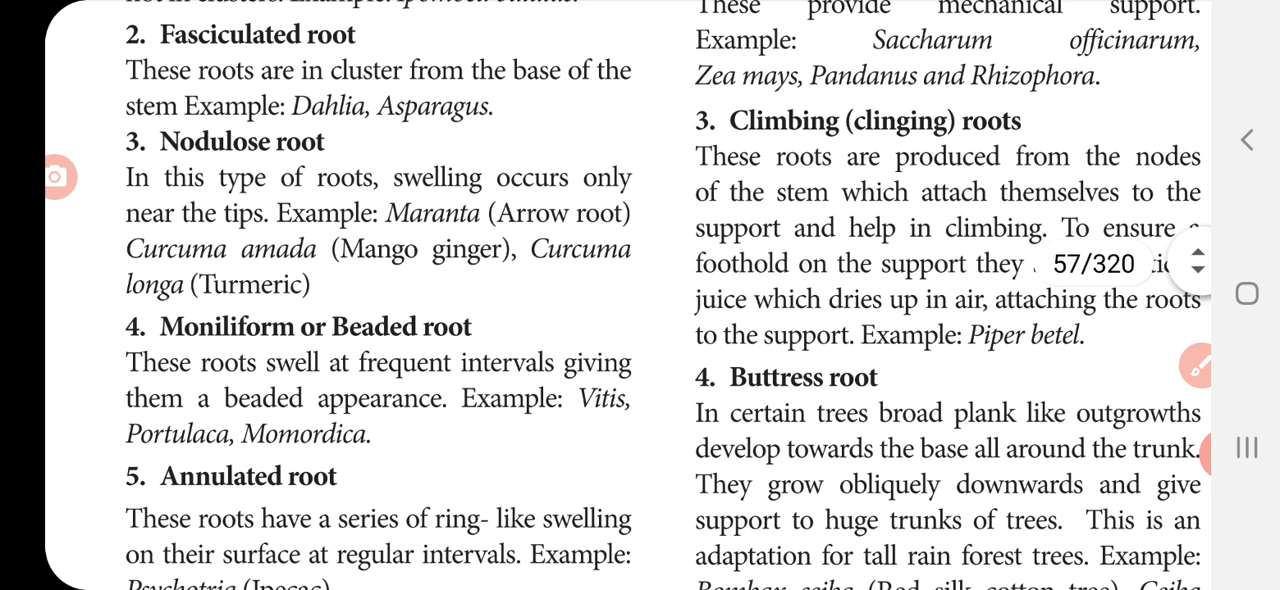 2. Fasciculated root
These roots are in cluster from the base of the
stem Example: Dahlia, Asparagus.
3. Nodulose root
In this type of roots, swelling occurs only
near the tips. Example: Maranta (Arrow root)
Curcuma amada (Mango ginger), Curcuma
longa (Turmeric)
4. Moniliform or Beaded root
These roots swell at frequent intervals giving
them a beaded appearance. Example: Vitis,
Portulaca, Momordica.
5. Annulated root
These roots have a series of ring- like swelling
on their surface at regular intervals. Example:
Psychotria (Ipecac)
These provide mechanical support.
Example: Saccharum officinarum,
Zea mays, Pandanus and Rhizophora.
3. Climbing (clinging) roots
These roots are produced from the nodes
of the stem which attach themselves to the
support and help in climbing. To ensure
foothold on the support they
57/320
juice which dries up in air, attaching the roots
to the support. Example: Piper betel.
4. Buttress root
In certain trees broad plank like outgrowths
develop towards the base all around the trunk.
They grow obliquely downwards and give
support to huge trunks of trees. This is an
adaptation for tall rain forest trees. Example:
Bombax ceiba (Red silk cotton tree), Ceiba